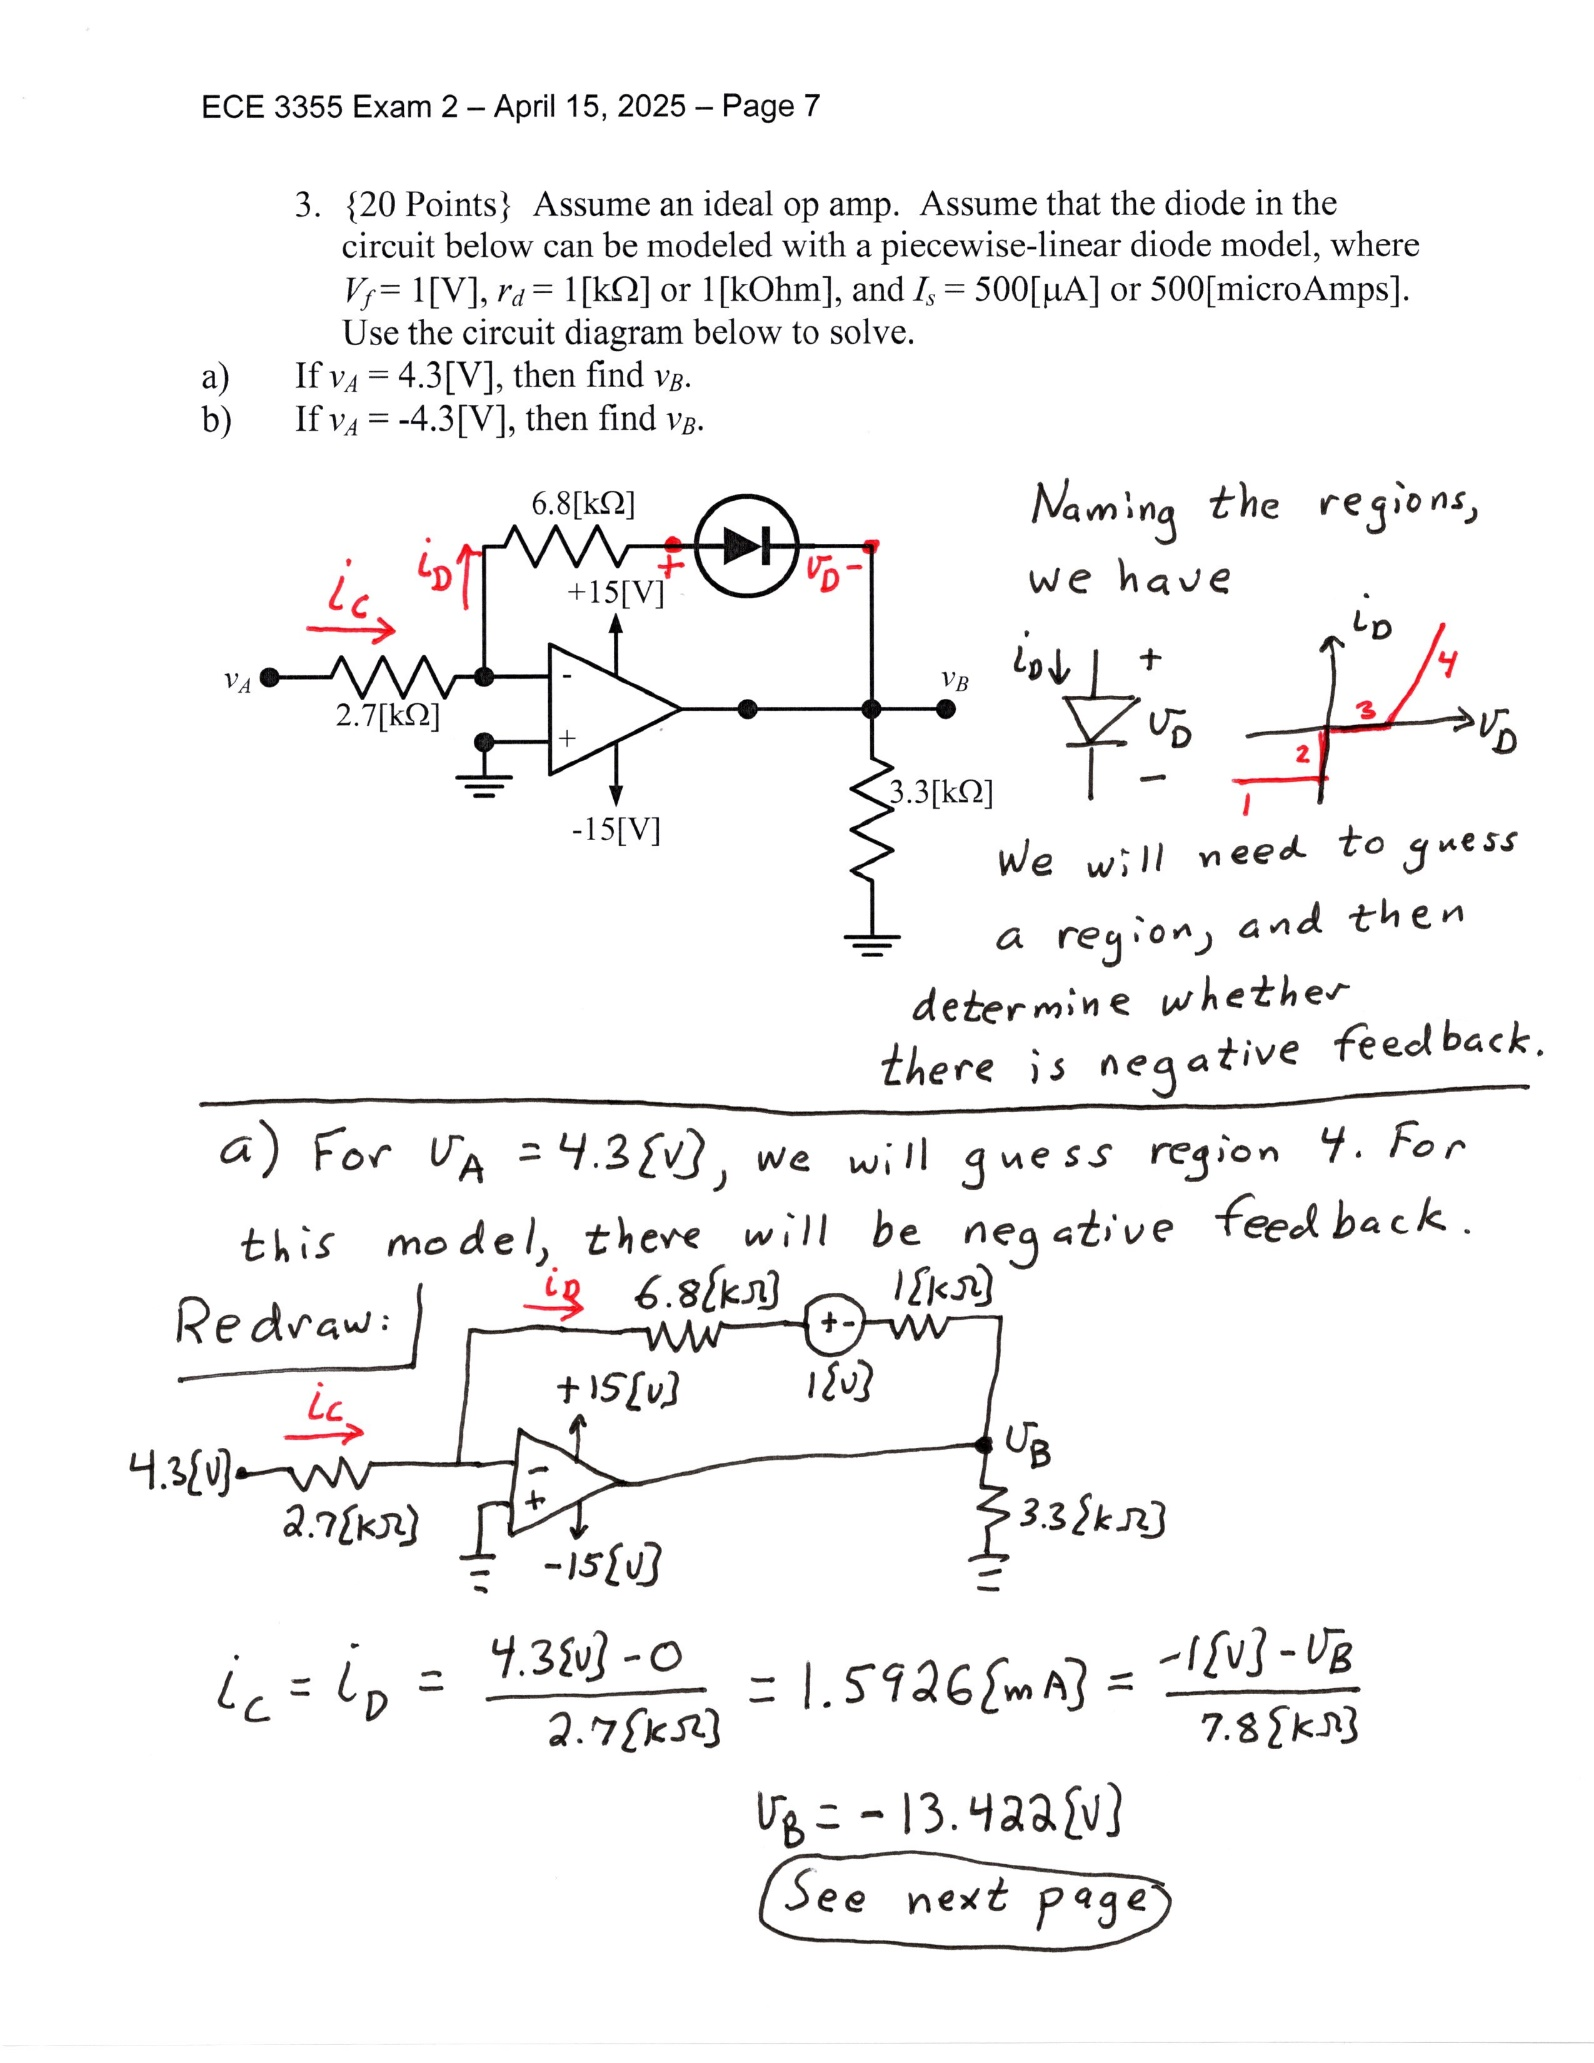 ECE 3355 Exam 2 – April 15, 2025 – Page 7
3. {20 Points} Assume an ideal op amp. Assume that the diode in the
circuit below can be modeled with a piecewise-linear diode model, where
Vf = 1[V], rd = 1[kΩ] or 1[kOhm], and Is = 500[μA] or 500[microAmps].
Use the circuit diagram below to solve.
a) If vA = 4.3[V], then find vB.
b) If vA = -4.3[V], then find vB.
6.8[kΩ]
iD
+ vD -
iC
+15[V]
vA
2.7[kΩ]
-
+
vB
-15[V]
3.3[kΩ]
Naming the regions,
we have
iD
+
vD
-
iD
4
3
vD
2
1
We will need to guess
a region, and then
determine whether
there is negative feedback.
a) For vA = 4.3[V], we will guess region 4. For
this model, there will be negative feedback.
Redraw:
iD
6.8[kΩ]
+-
1[V]
1[kΩ]
+15[V]
iC
4.3[V]
2.7[kΩ]
-
+
-15[V]
vB
3.3[kΩ]
iC = iD = 4.3[V] - 0 / 2.7[kΩ] = 1.5926[mA] = -1[V] - vB / 7.8[kΩ]
vB = -13.422[V]
See next page